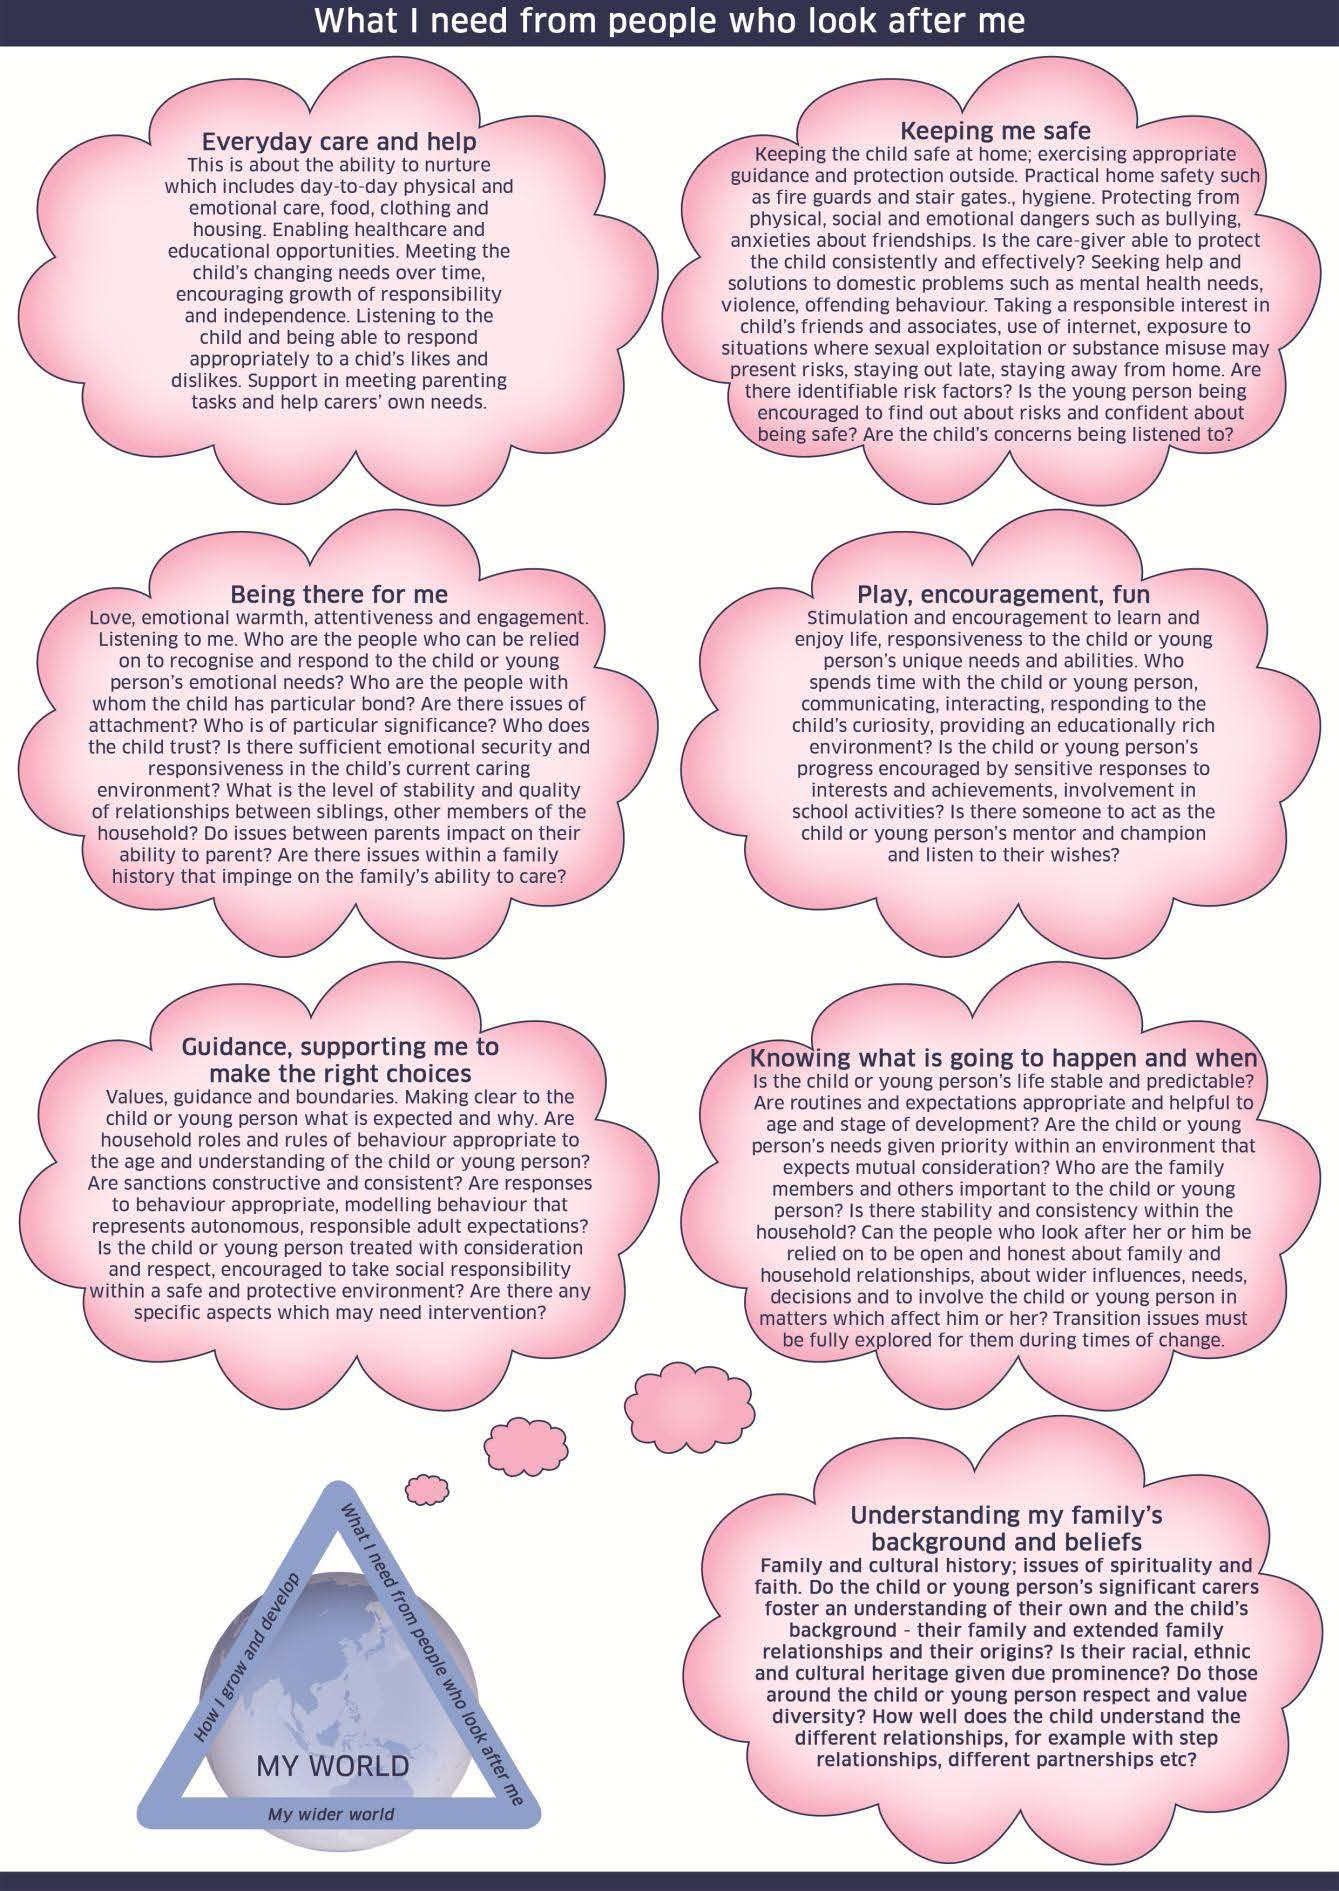 What I need from people who look after me
Everyday care and help
This is about the ability to nurture
which includes day-to-day physical and
emotional care, food, clothing and
housing. Enabling healthcare and
educational opportunities. Meeting the
child's changing needs over time,
encouraging growth of responsibility
and independence. Listening to the
child and being able to respond
appropriately to a chid's likes and
dislikes. Support in meeting parenting
tasks and help carers' own needs.
Keeping me safe
Keeping the child safe at home; exercising appropriate
guidance and protection outside. Practical home safety such
as fire guards and stair gates., hygiene. Protecting from
physical, social and emotional dangers such as bullying,
anxieties about friendships. Is the care-giver able to protect
the child consistently and effectively? Seeking help and
solutions to domestic problems such as mental health needs,
violence, offending behaviour. Taking a responsible interest in
child's friends and associates, use of internet, exposure to
situations where sexual exploitation or substance misuse may
present risks, staying out late, staying away from home. Are
there identifiable risk factors? Is the young person being
encouraged to find out about risks and confident about
being safe? Are the child's concerns being listened to?
Being there for me
Love, emotional warmth, attentiveness and engagement.
Listening to me. Who are the people who can be relied
on to recognise and respond to the child or young
person's emotional needs? Who are the people with
whom the child has particular bond? Are there issues of
attachment? Who is of particular significance? Who does
the child trust? Is there sufficient emotional security and
responsiveness in the child's current caring
environment? What is the level of stability and quality
of relationships between siblings, other members of the
household? Do issues between parents impact on their
ability to parent? Are there issues within a family
history that impinge on the family's ability to care?
Play, encouragement, fun
Stimulation and encouragement to learn and
enjoy life, responsiveness to the child or young
person's unique needs and abilities. Who
spends time with the child or young person,
communicating, interacting, responding to the
child's curiosity, providing an educationally rich
environment? Is the child or young person's
progress encouraged by sensitive responses to
interests and achievements, involvement in
school activities? Is there someone to act as the
child or young person's mentor and champion
and listen to their wishes?
Guidance, supporting me to
make the right choices
Values, guidance and boundaries. Making clear to the
child or young person what is expected and why. Are
household roles and rules of behaviour appropriate to
the age and understanding of the child or young person?
Are sanctions constructive and consistent? Are responses
to behaviour appropriate, modelling behaviour that
represents autonomous, responsible adult expectations?
Is the child or young person treated with consideration
and respect, encouraged to take social responsibility
within a safe and protective environment? Are there any
specific aspects which may need intervention?
Knowing what is going to happen and when
Is the child or young person's life stable and predictable?
Are routines and expectations appropriate and helpful to
age and stage of development? Are the child or young
person's needs given priority within an environment that
expects mutual consideration? Who are the family
members and others important to the child or young
person? Is there stability and consistency within the
household? Can the people who look after her or him be
relied on to be open and honest about family and
household relationships, about wider influences, needs,
decisions and to involve the child or young person in
matters which affect him or her? Transition issues must
be fully explored for them during times of change.
Understanding my family's
background and beliefs
Family and cultural history; issues of spirituality and
faith. Do the child or young person's significant carers
foster an understanding of their own and the child's
background - their family and extended family
relationships and their origins? Is their racial, ethnic
and cultural heritage given due prominence? Do those
around the child or young person respect and value
diversity? How well does the child understand the
different relationships, for example with step
relationships, different partnerships etc?
How I grow and develop
What I need from people who look after me
MY WORLD
My wider world